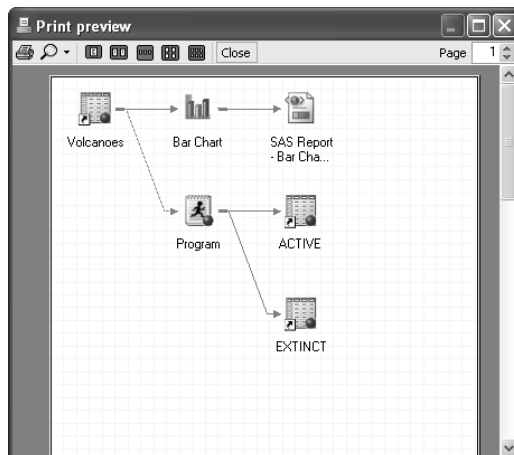 Print preview
Close
Page 1
Volcanoes
Bar Chart
SAS Report
- Bar Cha...
Program
ACTIVE
EXTINCT